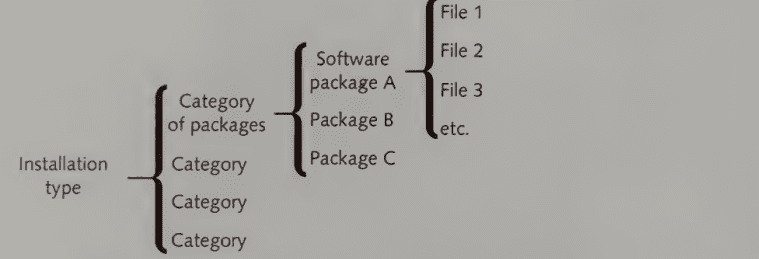 Installation
type
Category
of packages
Category
Category
Category
Software
package A
Package B
Package C
File 1
File 2
File 3
etc.